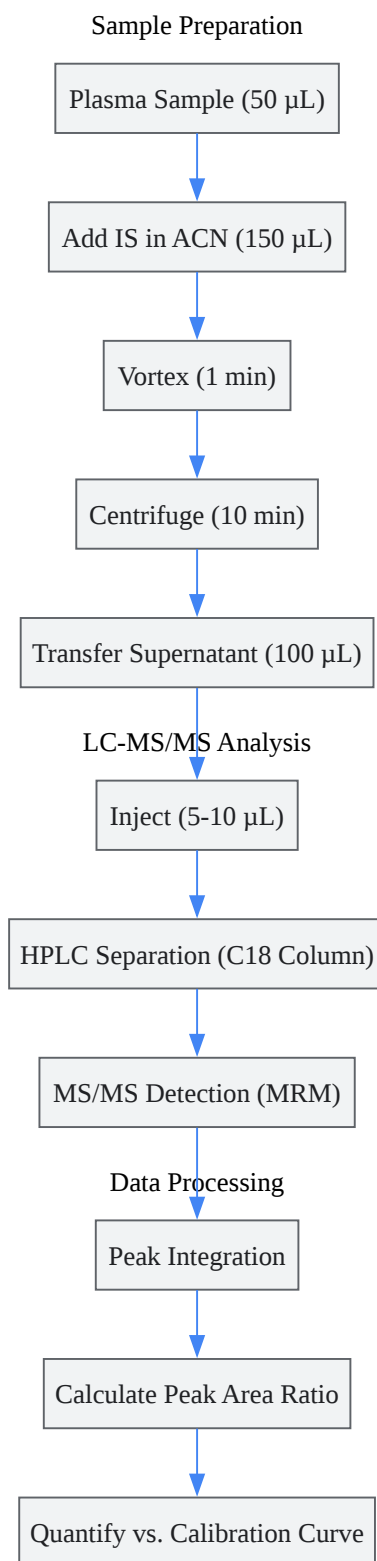 Sample Preparation
Plasma Sample (50 µL)
Add IS in ACN (150 µL)
Vortex (1 min)
Centrifuge (10 min)
Transfer Supernatant (100 µL)
LC-MS/MS Analysis
Inject (5-10 µL)
HPLC Separation (C18 Column)
MS/MS Detection (MRM)
Data Processing
Peak Integration
Calculate Peak Area Ratio
Quantify vs. Calibration Curve